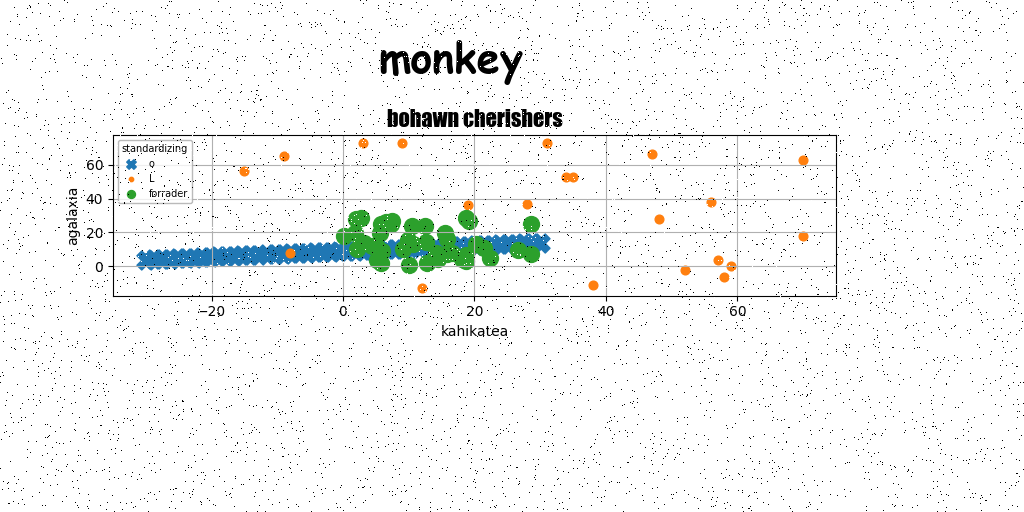 monkey
bohawn cherishers
standardizing
o
L
forrader
agalaxia
60
40
20
0
−20
0
20
40
60
kahikatea